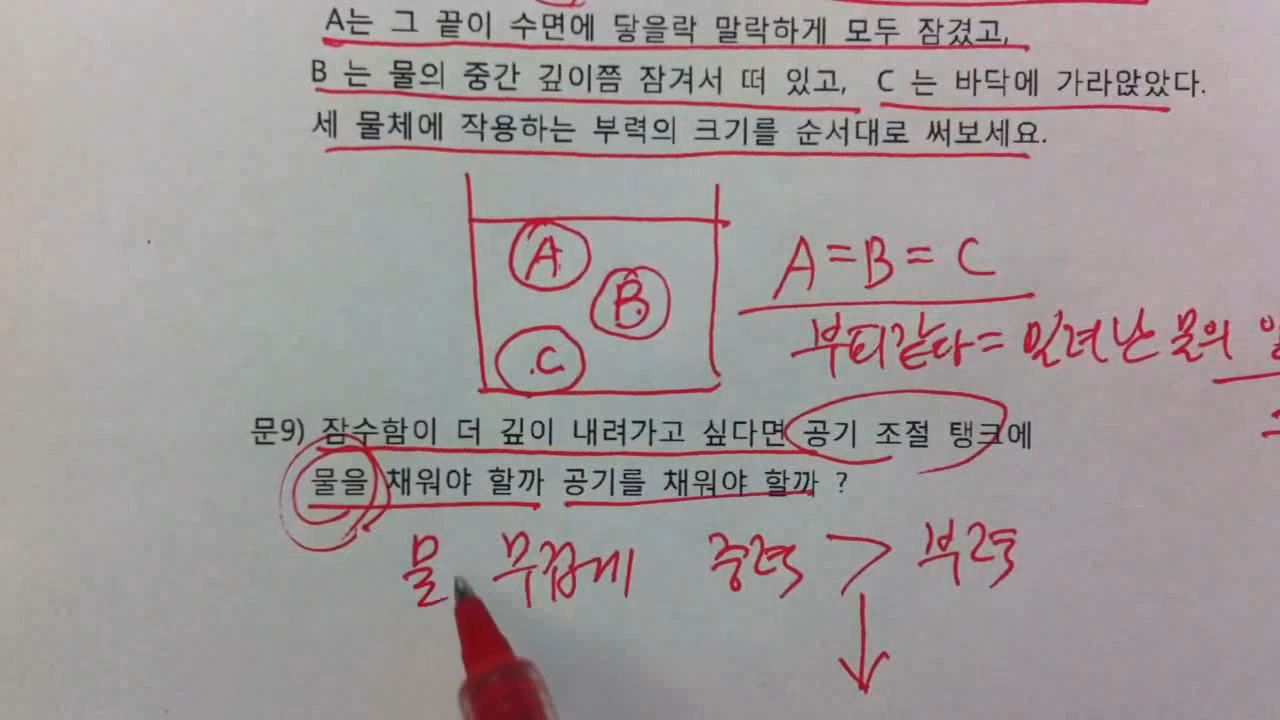 A는 그 끝이 수면에 닿을락 말락하게 모두 잠겼고,
B 는 물의 중간 깊이쯤 잠겨서 떠 있고, C 는 바닥에 가라앉았다.
세 물체에 작용하는 부력의 크기를 순서대로 써보세요.
A
B
C
A = B = C
부피같다 = 밀려난 물의
문9) 잠수함이 더 깊이 내려가고 싶다면 공기 조절 탱크에
물을 채워야 할까 공기를 채워야 할까 ?
물 무겁게 중력 > 부력